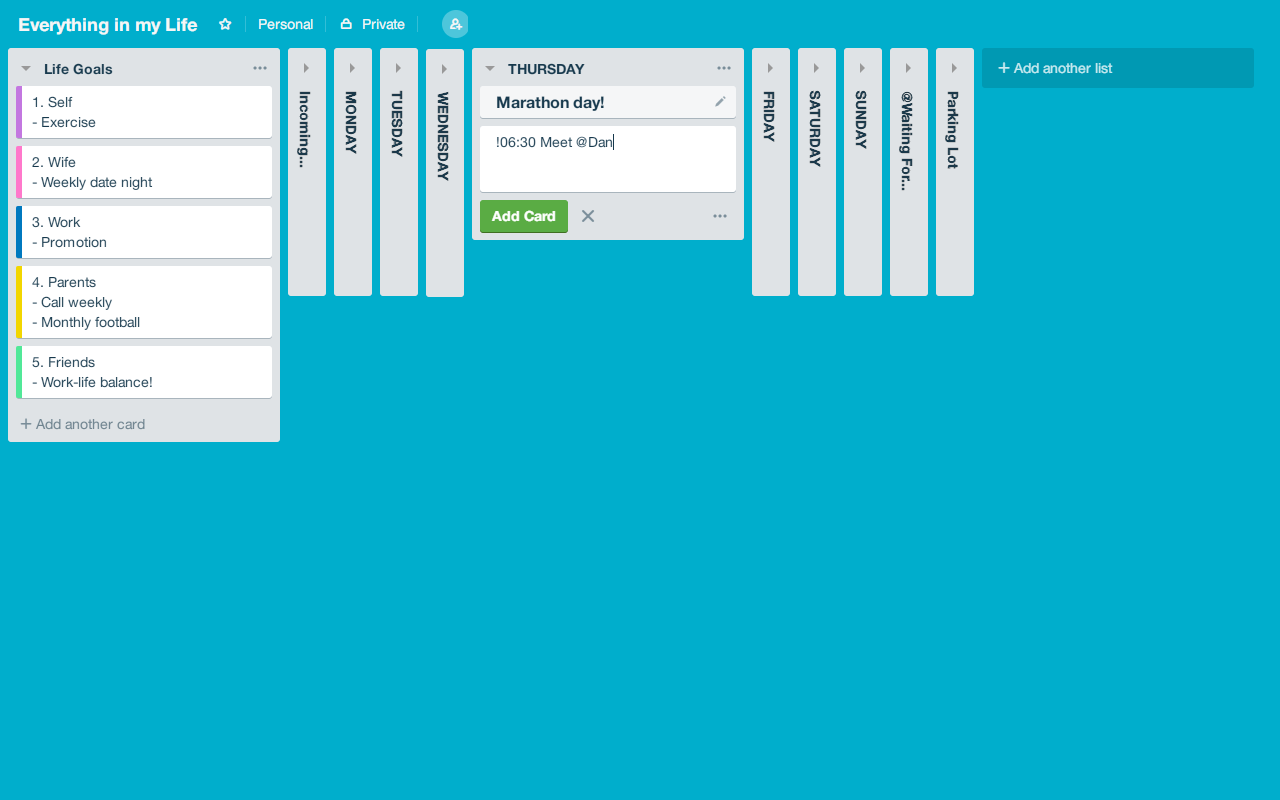 Everything in my Life
Personal
Private
Life Goals
1. Self
- Exercise
2. Wife
- Weekly date night
3. Work
- Promotion
4. Parents
- Call weekly
- Monthly football
5. Friends
- Work-life balance!
+ Add another card
Incoming...
MONDAY
TUESDAY
WEDNESDAY
THURSDAY
Marathon day!
!06:30 Meet @Dan
Add Card
FRIDAY
SATURDAY
SUNDAY
@Waiting For...
Parking Lot
+ Add another list